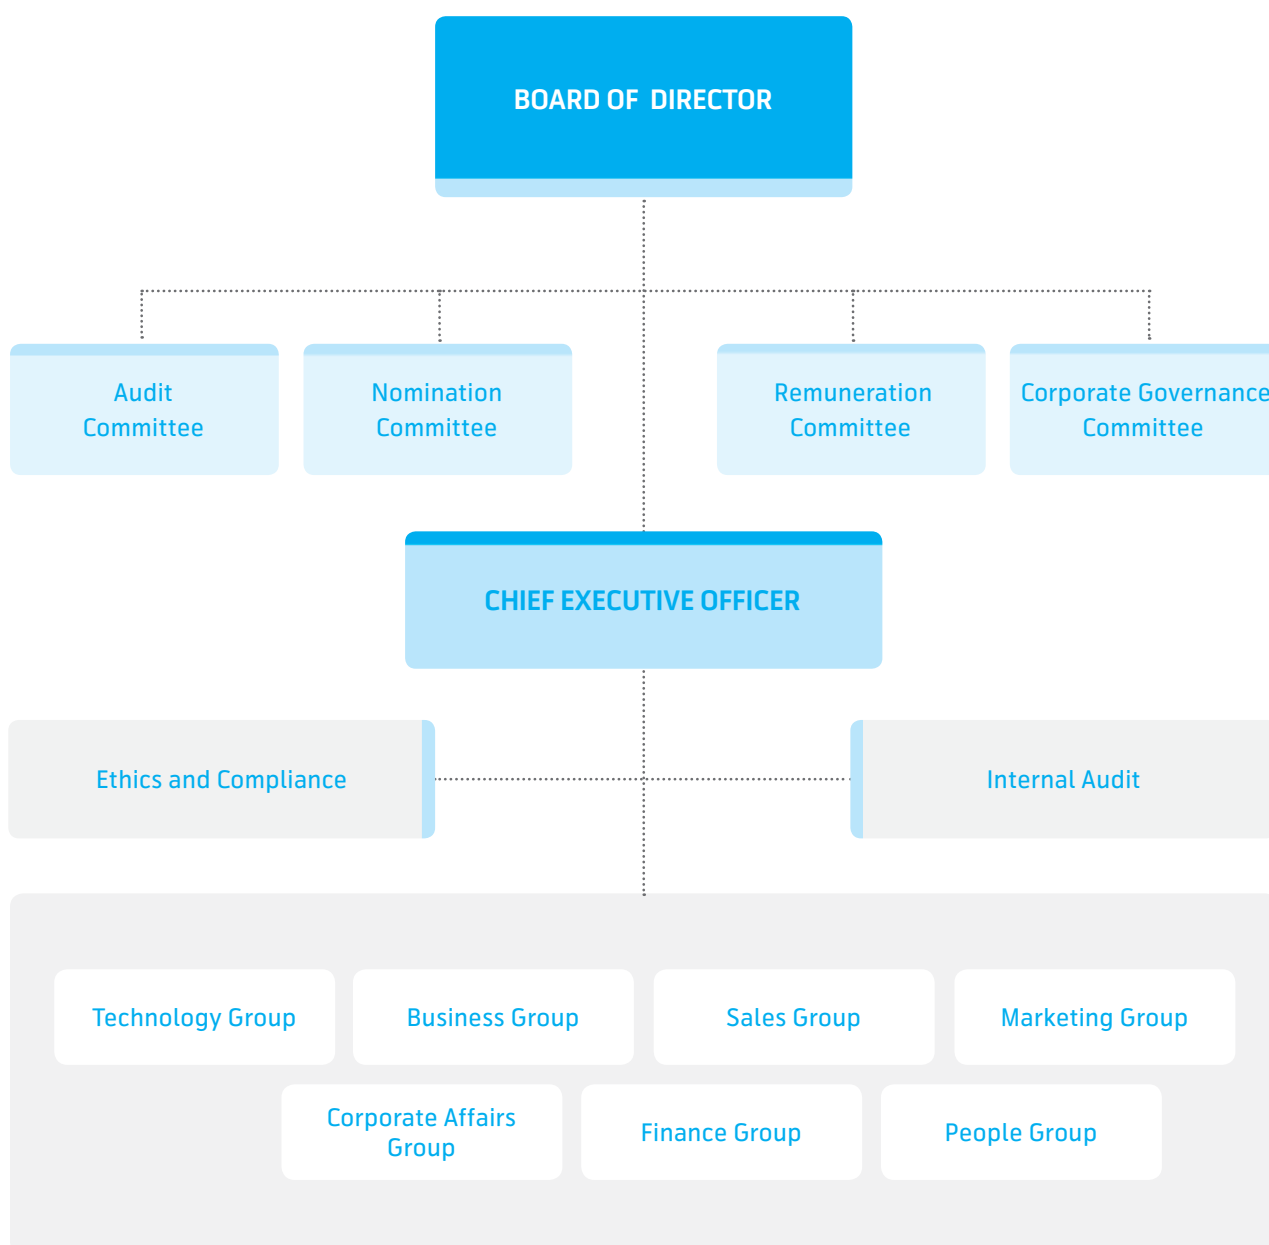 BOARD OF DIRECTOR
Audit
Committee
Nomination
Committee
Remuneration
Committee
Corporate Governance
Committee
CHIEF EXECUTIVE OFFICER
Ethics and Compliance
Internal Audit
Technology Group
Business Group
Sales Group
Marketing Group
Corporate Affairs
Group
Finance Group
People Group